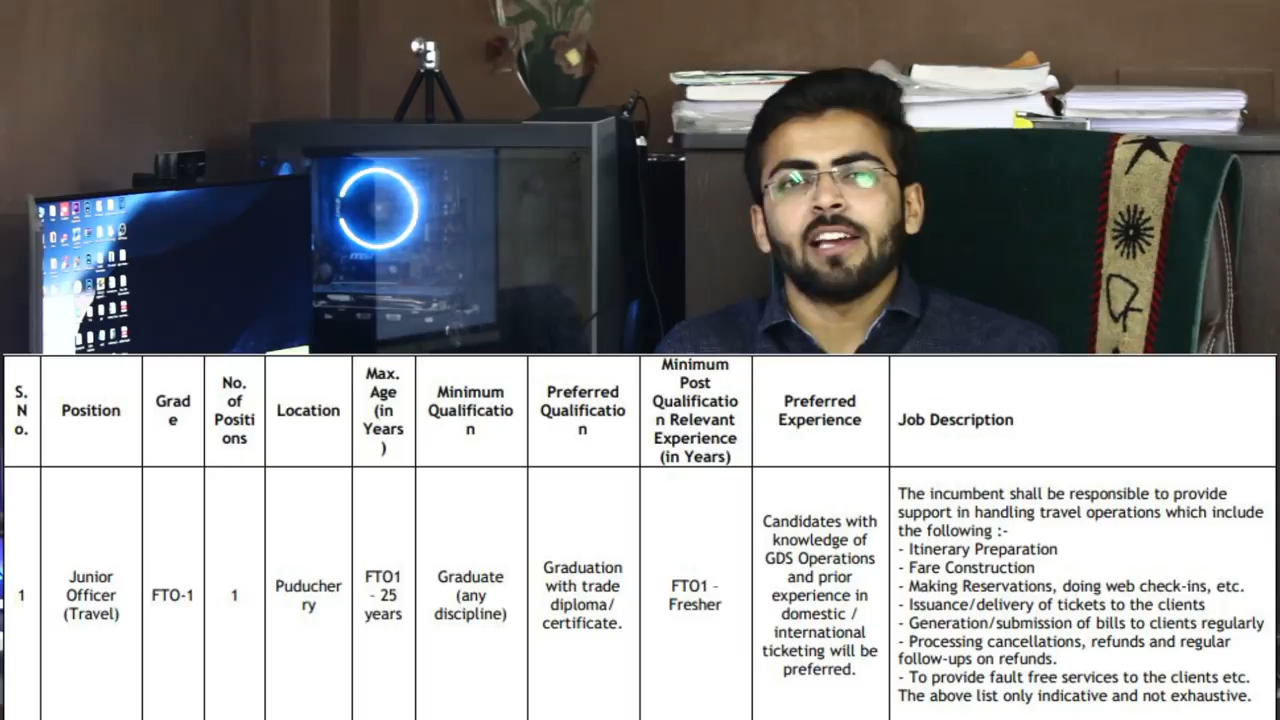 msi
S.
N
o.
Position
Grad
e
No.
of
Positi
ons
Location
Max.
Age
(in
Years
)
Minimum
Qualificatio
n
Preferred
Qualificatio
n
Minimum
Post
Qualificatio
n Relevant
Experience
(in Years)
Preferred
Experience
Job Description
1
Junior
Officer
(Travel)
FTO-1
1
Puducher
ry
FTO1
- 25
years
Graduate
(any
discipline)
Graduation
with trade
diploma/
certificate.
FTO1 –
Fresher
Candidates with
knowledge of
GDS Operations
and prior
experience in
domestic /
international
ticketing will be
preferred.
The incumbent shall be responsible to provide
support in handling travel operations which include
the following :-
- Itinerary Preparation
- Fare Construction
- Making Reservations, doing web check-ins, etc.
- Issuance/delivery of tickets to the clients
- Generation/submission of bills to clients regularly
- Processing cancellations, refunds and regular
follow-ups on refunds.
- To provide fault free services to the clients etc.
The above list only indicative and not exhaustive.